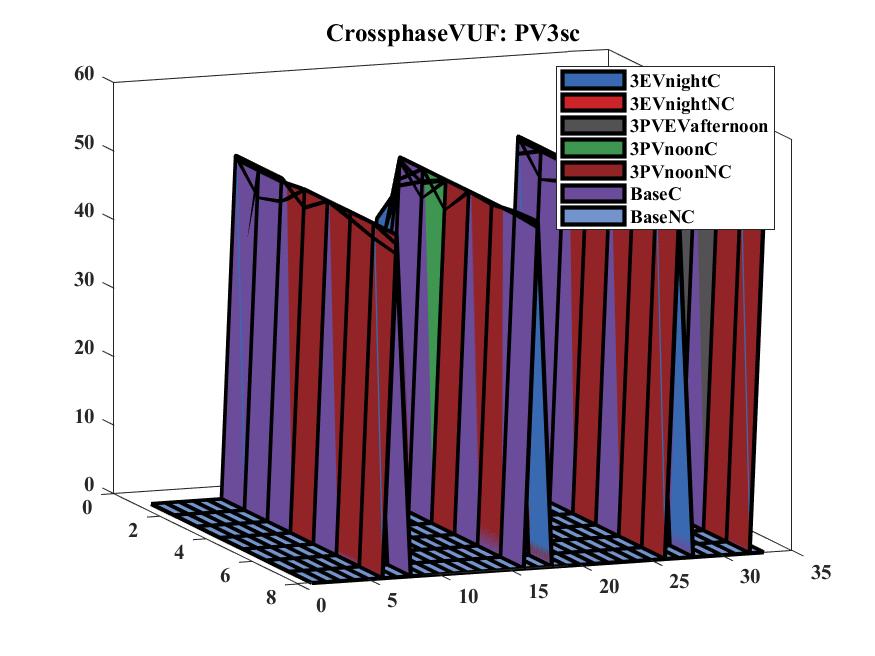 CrossphaseVUF: PV3sc
3EVnightC
3EVnightNC
3PVEVafternoon
3PVnoonC
3PVnoonNC
BaseC
BaseNC
60
50
40
30
20
10
0
0
2
4
6
8
0
5
10
15
20
25
30
35